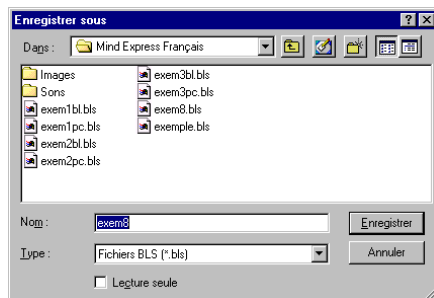 Enregistrer sous
Dans : Mind Express Français
Images
Sons
exem1bl.bls
exem1pc.bls
exem2bl.bls
exem2pc.bls
exem3bl.bls
exem3pc.bls
exem8.bls
exemple.bls
Nom : exem8 Enregistrer
Type : Fichiers BLS (*.bls) Annuler
Lecture seule